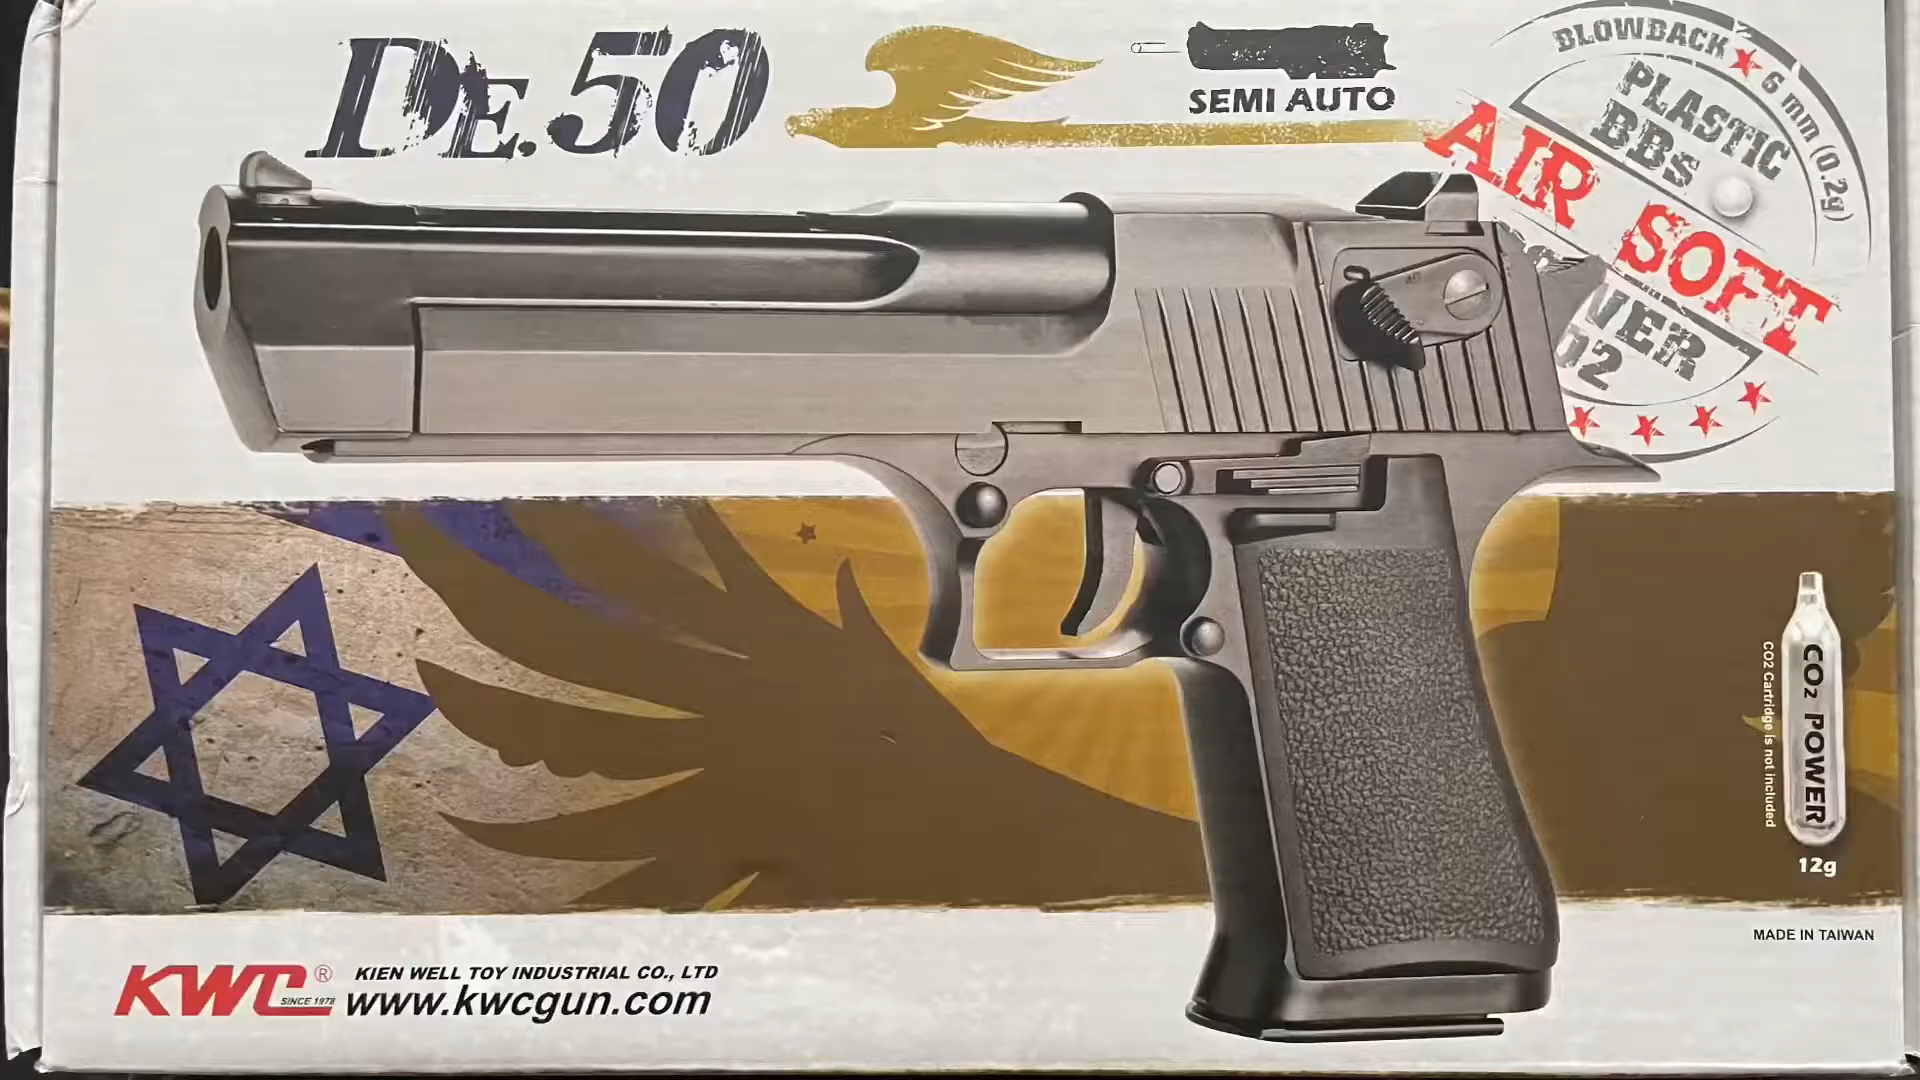 DE.50
SEMI AUTO
BLOWBACK ★ 6 mm (0.2g)
PLASTIC
BBs
AIR SOFT
MADE IN TAIWAN
CO2 POWER
CO2 Cartridge is not included
12g
KWC®
SINCE 1978
KIEN WELL TOY INDUSTRIAL CO., LTD
www.kwcgun.com